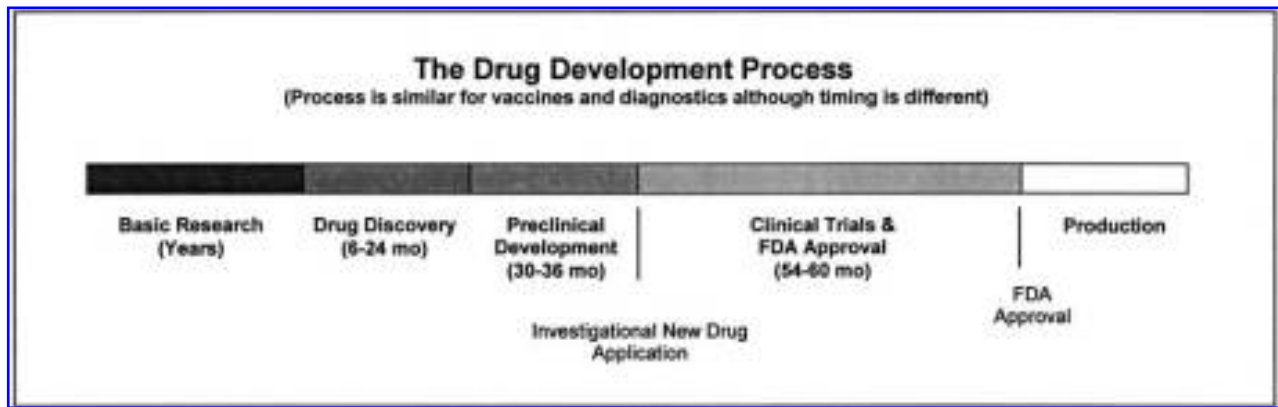 The Drug Development Process
(Process is similar for vaccines and diagnostics although timing is different)
Basic Research
(Years)
Drug Discovery
(6-24 mo)
Preclinical
Development
(30-36 mo)
Clinical Trials &
FDA Approval
(54-60 mo)
Production
Investigational New Drug
Application
FDA
Approval